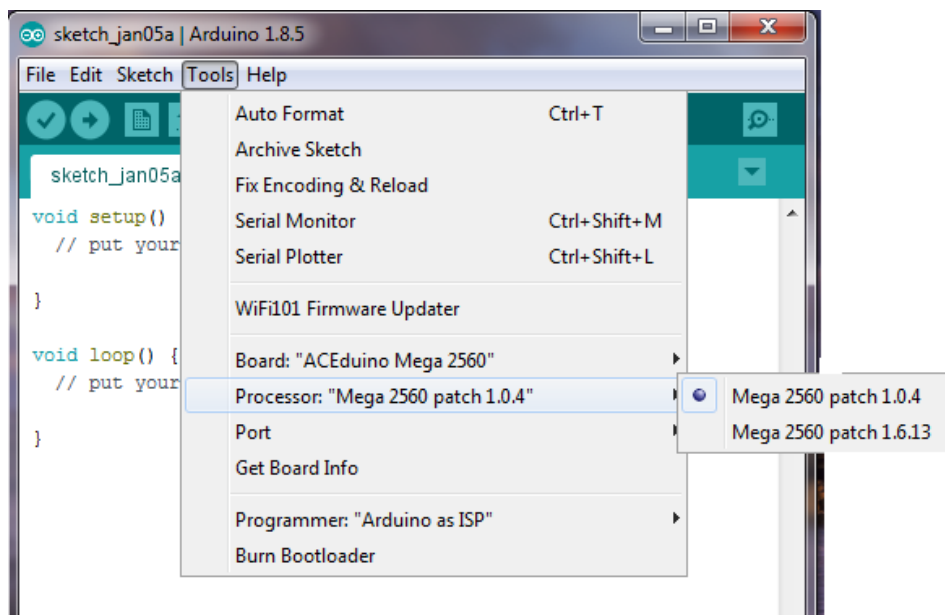 sketch_jan05a | Arduino 1.8.5
File Edit Sketch Tools Help
Auto Format Ctrl+T
Archive Sketch
sketch_jan05a
Fix Encoding & Reload
void setup()
Serial Monitor Ctrl+Shift+M
// put your
Serial Plotter Ctrl+Shift+L
}
WiFi101 Firmware Updater
void loop() {
Board: "ACEduino Mega 2560"
// put your
Processor: "Mega 2560 patch 1.0.4"
Mega 2560 patch 1.0.4
Port
Mega 2560 patch 1.6.13
}
Get Board Info
Programmer: "Arduino as ISP"
Burn Bootloader